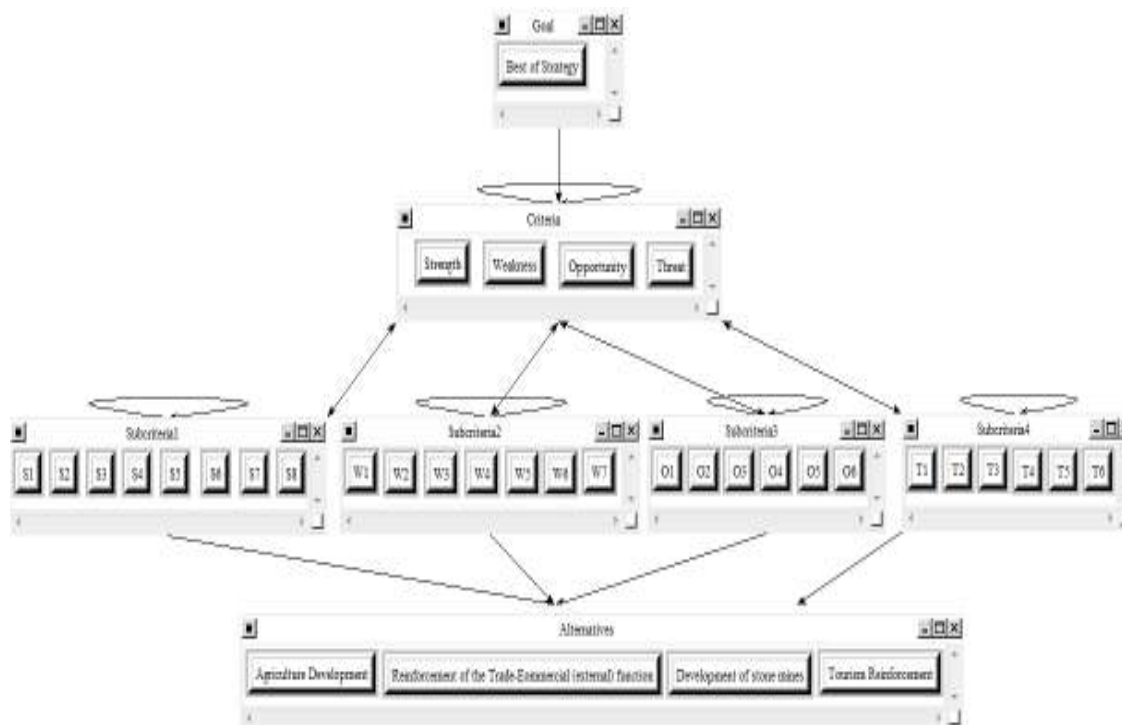 Goal
Best of Strategy
Criteria
Strength Weakness Opportunity Threat
Subcriteria1 Subcriteria2 Subcriteria3 Subcriteria4
S1 S2 S3 S4 S5 S6 S7 S8 W1 W2 W3 W4 W5 W6 W7 O1 O2 O3 O4 O5 O6 T1 T2 T3 T4 T5 T6
Alternatives
Agriculture Development Reinforcement of the Trade-Commercial (external) function Development of stone mines Tourism Reinforcement